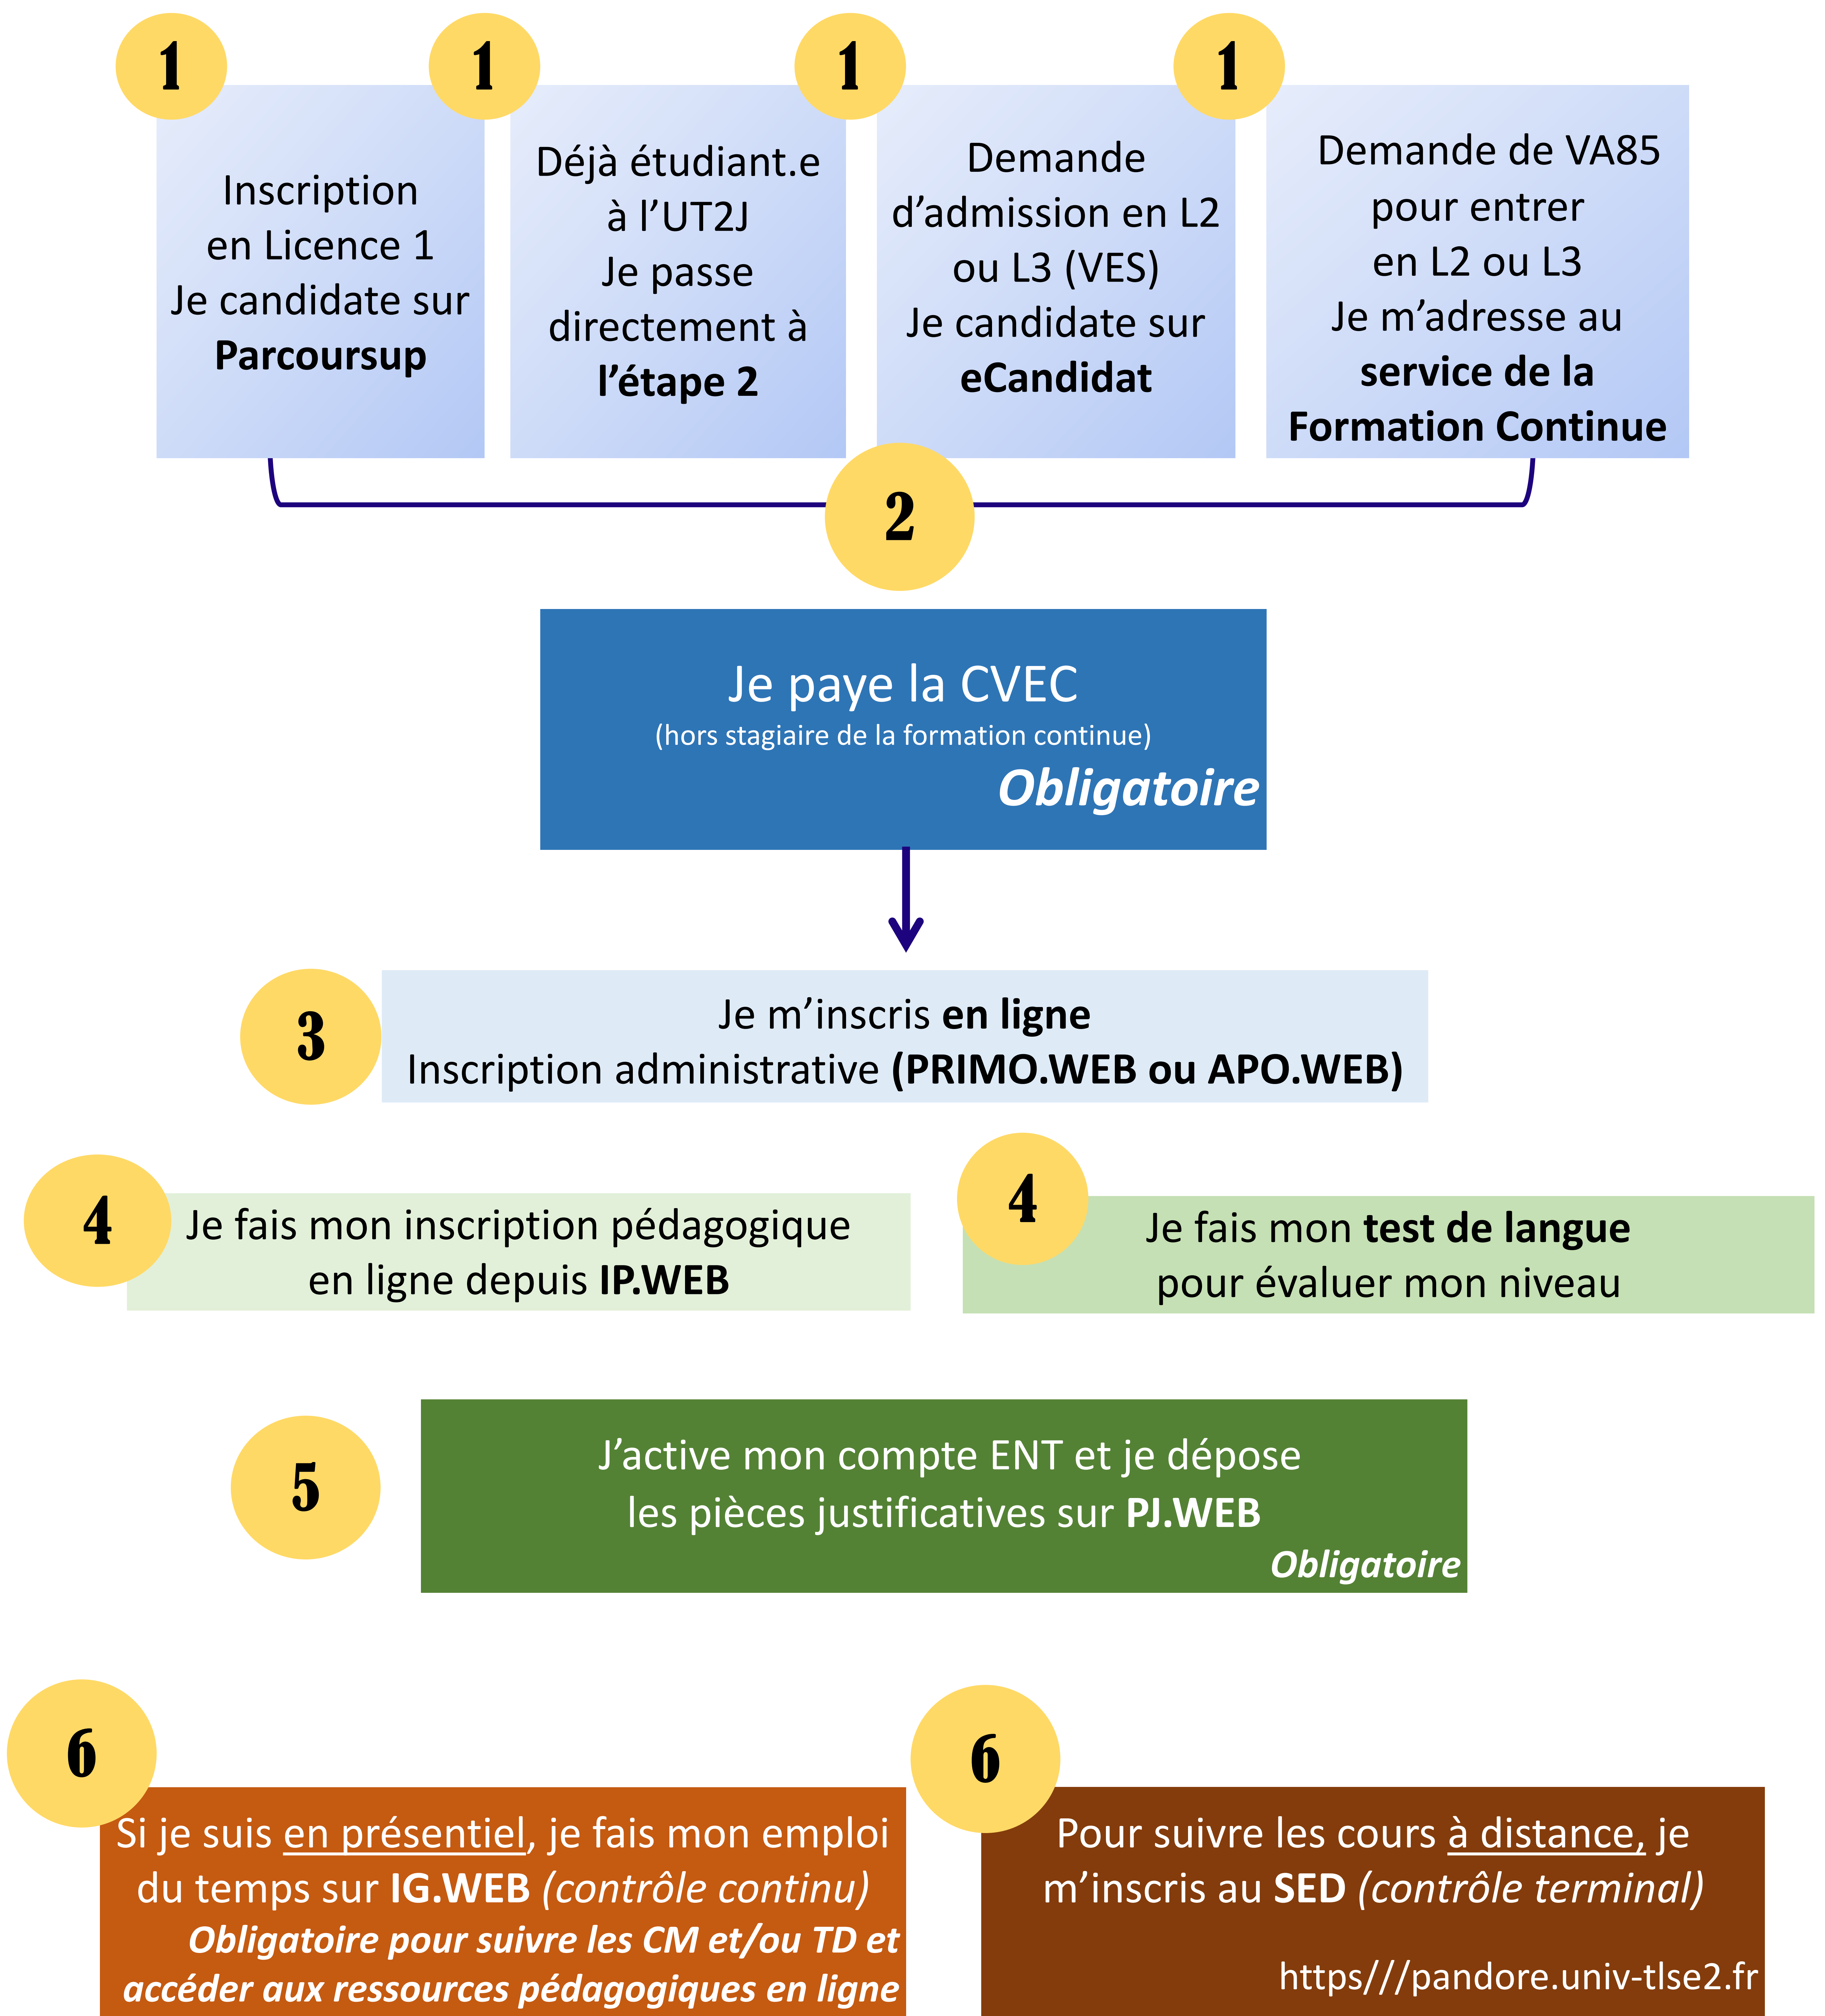 1
Inscription
en Licence 1
Je candidate sur
Parcoursup
1
Déjà étudiant.e
à l’UT2J
Je passe
directement à
l’étape 2
1
Demande
d’admission en L2
ou L3 (VES)
Je candidate sur
eCandidat
1
Demande de VA85
pour entrer
en L2 ou L3
Je m’adresse au
service de la
Formation Continue
2
Je paye la CVEC
(hors stagiaire de la formation continue)
Obligatoire
3
Je m’inscris en ligne
Inscription administrative (PRIMO.WEB ou APO.WEB)
4
Je fais mon inscription pédagogique
en ligne depuis IP.WEB
4
Je fais mon test de langue
pour évaluer mon niveau
5
J’active mon compte ENT et je dépose
les pièces justificatives sur PJ.WEB
Obligatoire
6
Si je suis en présentiel, je fais mon emploi
du temps sur IG.WEB (contrôle continu)
Obligatoire pour suivre les CM et/ou TD et
accéder aux ressources pédagogiques en ligne
6
Pour suivre les cours à distance, je
m’inscris au SED (contrôle terminal)
https///pandore.univ-tlse2.fr